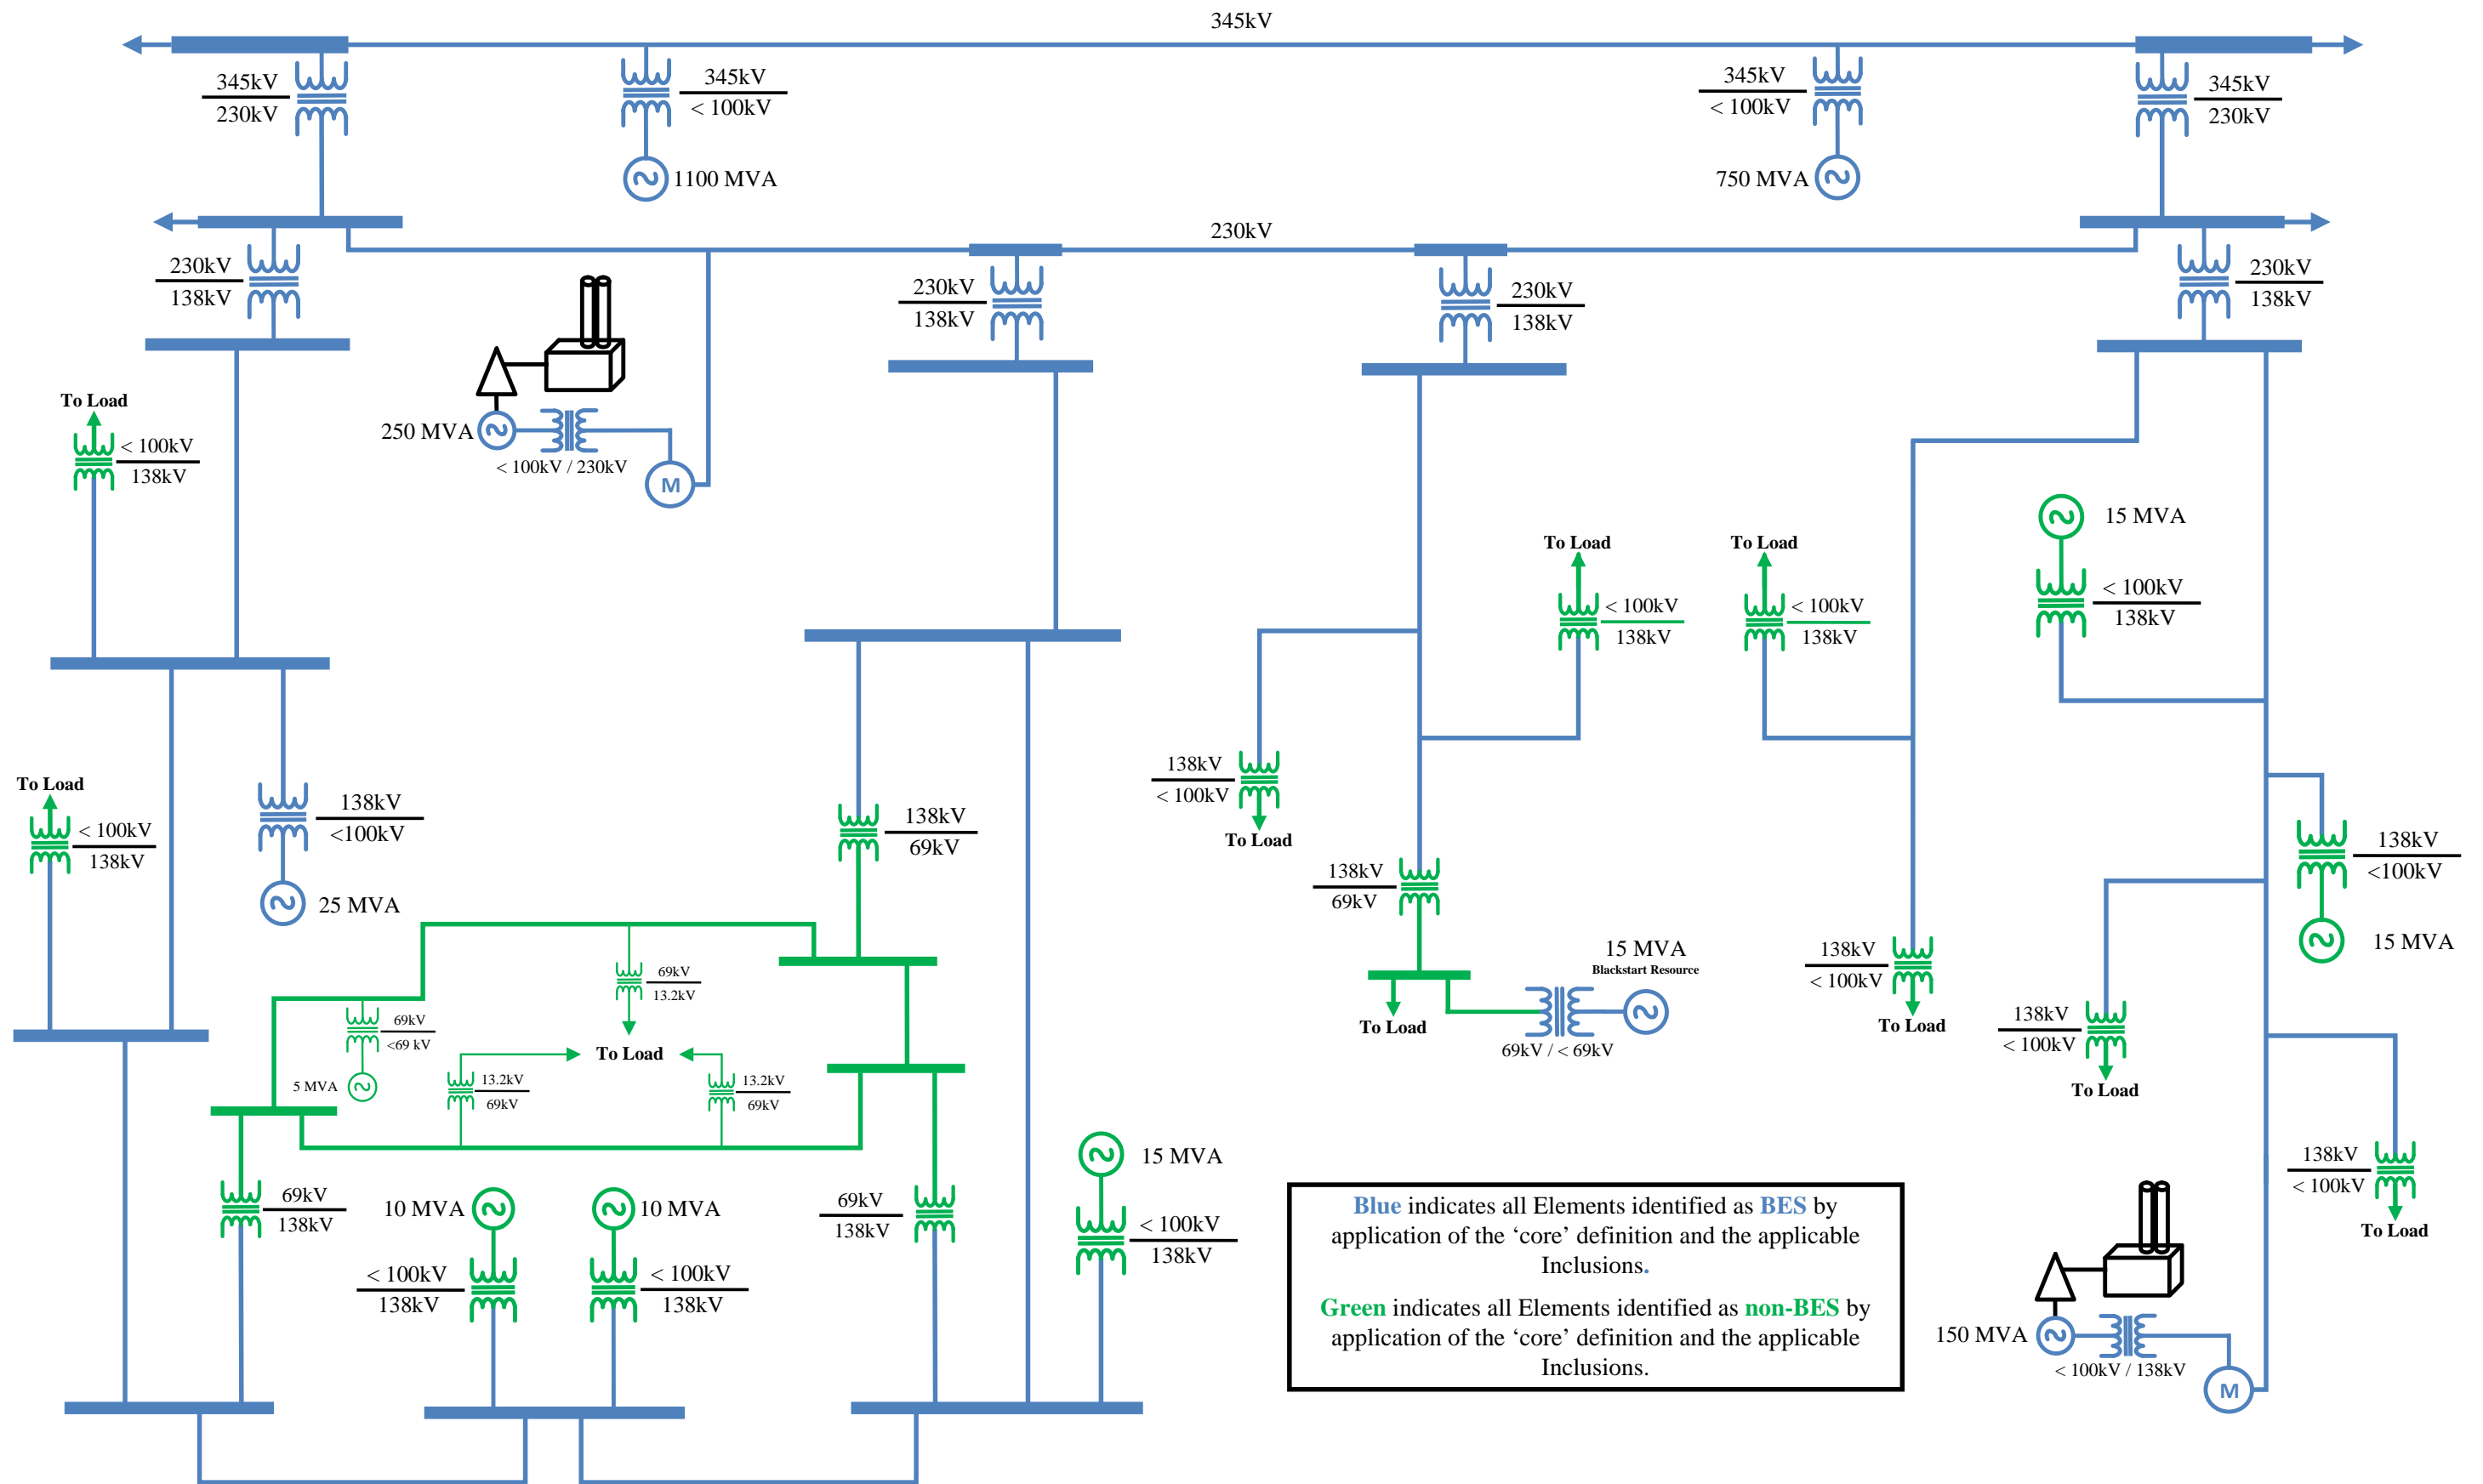 345kV
345kV
230kV
345kV
< 100kV
345kV
< 100kV
345kV
230kV
1100 MVA
750 MVA
230kV
230kV
138kV
230kV
138kV
230kV
138kV
230kV
138kV
To Load
< 100kV
138kV
250 MVA
< 100kV / 230kV
M
15 MVA
To Load
To Load
< 100kV
138kV
< 100kV
138kV
< 100kV
138kV
To Load
< 100kV
138kV
138kV
<100kV
25 MVA
138kV
69kV
138kV
< 100kV
To Load
138kV
69kV
138kV
<100kV
15 MVA
15 MVA
Blackstart Resource
138kV
< 100kV
To Load
To Load
69kV / < 69kV
69kV
13.2kV
69kV
<69 kV
5 MVA
To Load
13.2kV
69kV
13.2kV
69kV
138kV
< 100kV
To Load
138kV
< 100kV
To Load
15 MVA
69kV
138kV
10 MVA
10 MVA
69kV
138kV
< 100kV
138kV
< 100kV
138kV
< 100kV
138kV
Blue indicates all Elements identified as BES by
application of the ‘core’ definition and the applicable
Inclusions.
Green indicates all Elements identified as non-BES by
application of the ‘core’ definition and the applicable
Inclusions.
150 MVA
< 100kV / 138kV
M